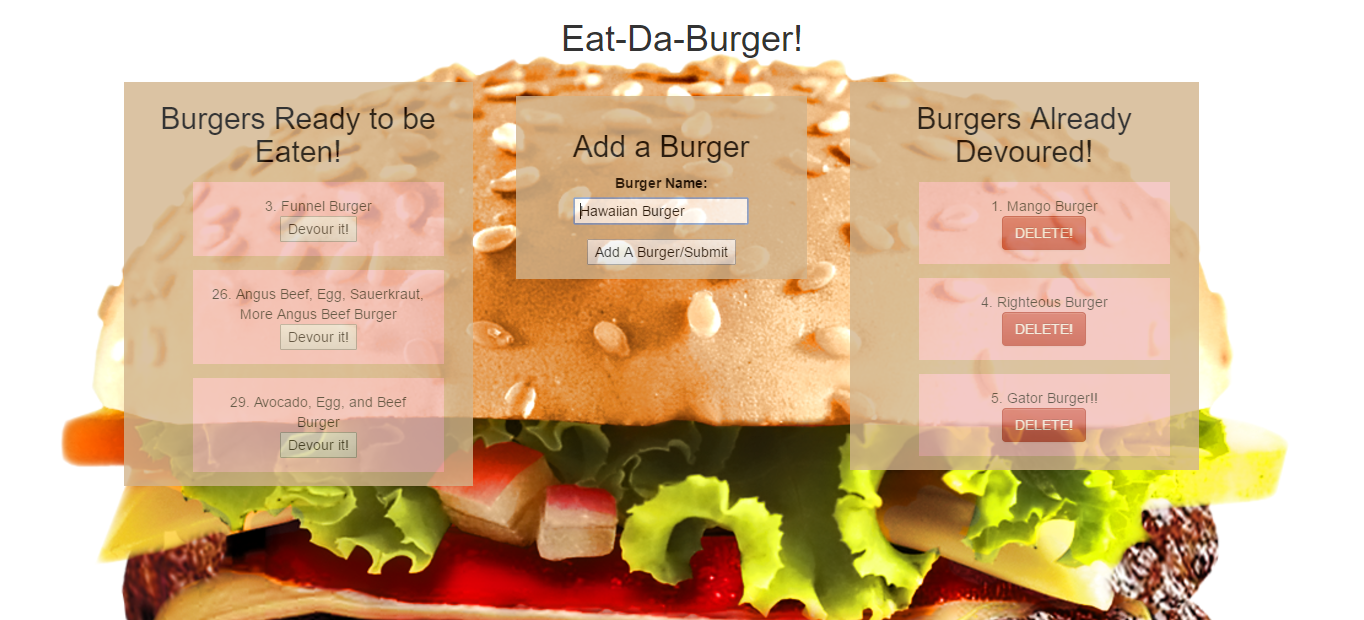 Eat-Da-Burger!
Burgers Ready to be
Eaten!
3. Funnel Burger
Devour it!
26. Angus Beef, Egg, Sauerkraut,
More Angus Beef Burger
Devour it!
29. Avocado, Egg, and Beef
Burger
Devour it!
Add a Burger
Burger Name:
Hawaiian Burger
Add A Burger/Submit
Burgers Already
Devoured!
1. Mango Burger
DELETE!
4. Righteous Burger
DELETE!
5. Gator Burger!!
DELETE!